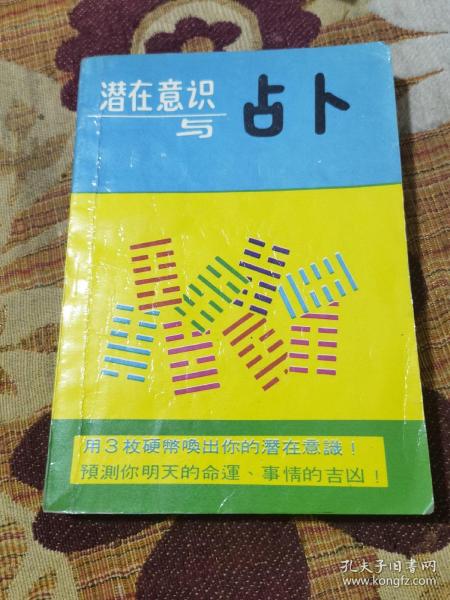 潜在意识
与 占卜
用3枚硬幣喚出你的潛在意識！
預測你明天的命運、事情的吉凶！
孔夫子旧书网
www.kongfz.com